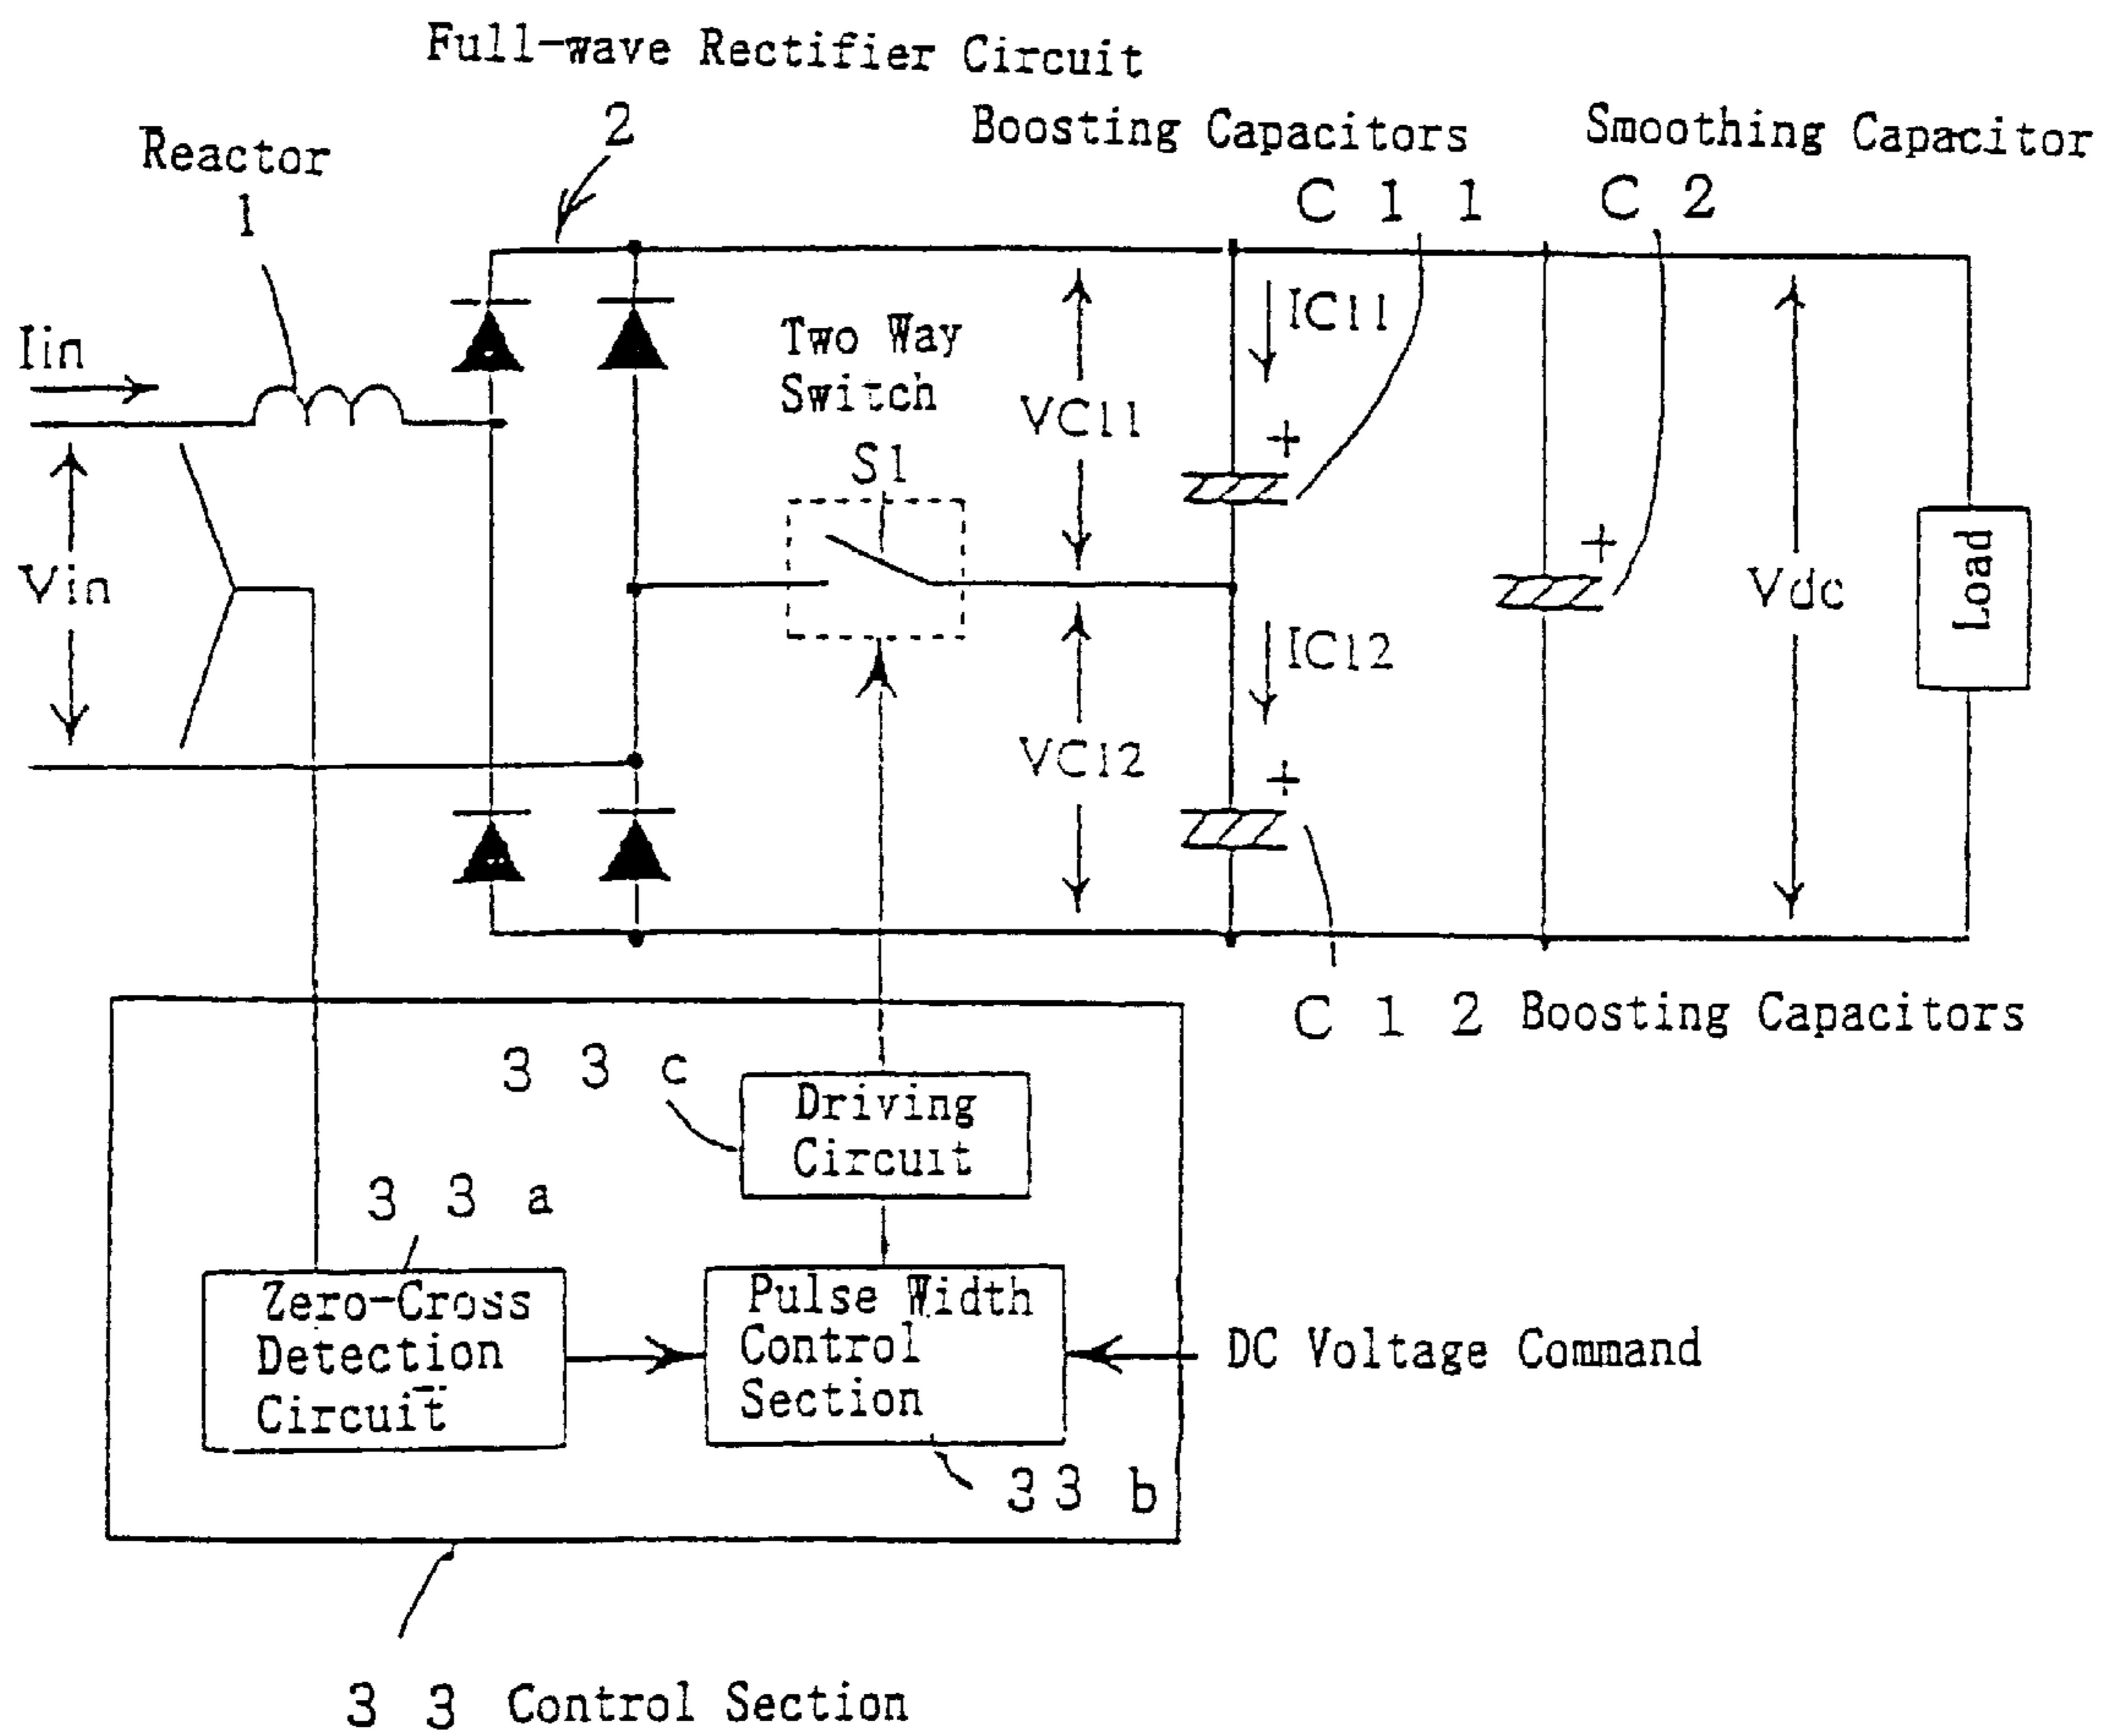 Full-wave Rectifier Circuit
2
Boosting Capacitors
C 1 1
Smoothing Capacitor
C 2
Reactor
1
Iin
Two Way
Switch
S1
VC11
IC11
+
+
Vin
Vdc
Load
IC12
VC12
+
C 1 2 Boosting Capacitors
3 3 c
Driving
Circuit
3 3 a
Zero-Cross
Detection
Circuit
Pulse Width
Control
Section
DC Voltage Command
3 3 b
3 3 Control Section